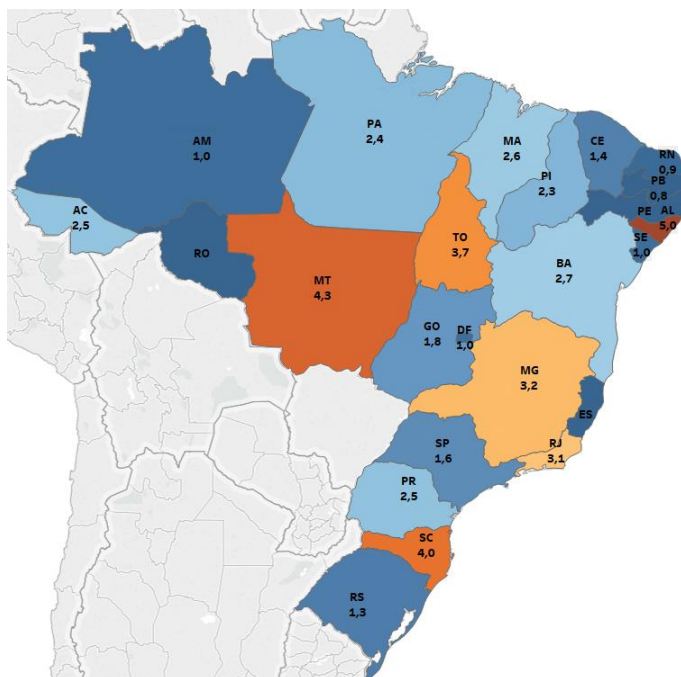 AM
1,0
PA
2,4
MA
2,6
CE
1,4
RN
0,9
PI
2,3
PB
0,8
PE
AL
5,0
SE
1,0
AC
2,5
RO
MT
4,3
TO
3,7
BA
2,7
GO
1,8
DF
1,0
MG
3,2
ES
SP
1,6
RJ
3,1
PR
2,5
SC
4,0
RS
1,3